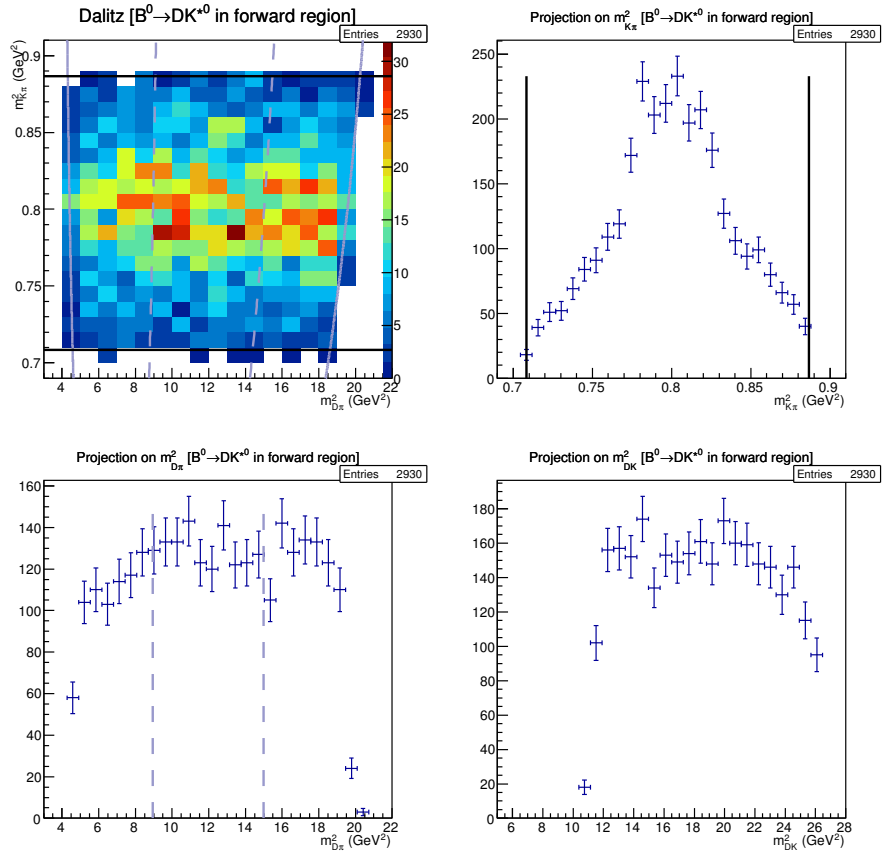 Dalitz [B⁰→DK*⁰ in forward region]
Entries 2930
m²Kπ (GeV²)
0.9
0.85
0.8
0.75
0.7
30
25
20
15
10
5
0
4 6 8 10 12 14 16 18 20 22
m²Dπ (GeV²)
Projection on m²Kπ [B⁰→DK*⁰ in forward region]
Entries 2930
250
200
150
100
50
0
0.7 0.75 0.8 0.85 0.9
m²Kπ (GeV²)
Projection on m²Dπ [B⁰→DK*⁰ in forward region]
Entries 2930
160
140
120
100
80
60
40
20
0
4 6 8 10 12 14 16 18 20 22
m²Dπ (GeV²)
Projection on m²DK [B⁰→DK*⁰ in forward region]
Entries 2930
180
160
140
120
100
80
60
40
20
0
6 8 10 12 14 16 18 20 22 24 26 28
m²DK (GeV²)